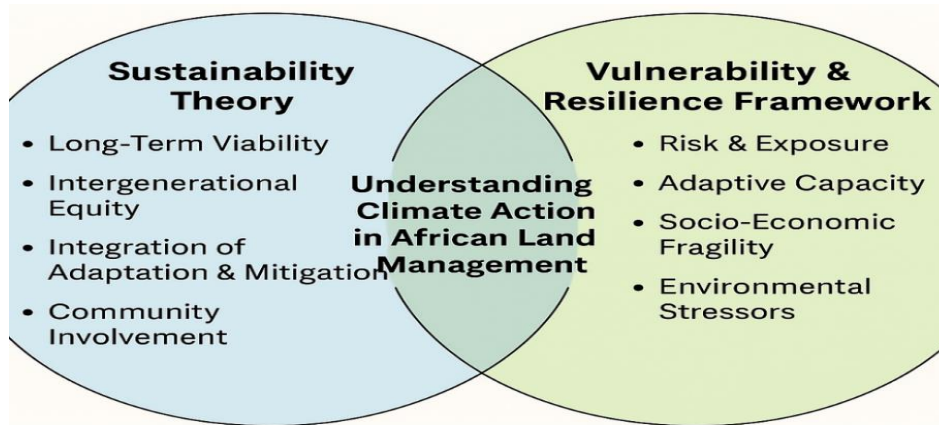 Sustainability
Theory
• Long-Term Viability
• Intergenerational
Equity
• Integration of
Adaptation & Mitigation
• Community
Involvement
Understanding
Climate Action
in African Land
Management
Vulnerability &
Resilience Framework
• Risk & Exposure
• Adaptive Capacity
• Socio-Economic
Fragility
• Environmental
Stressors